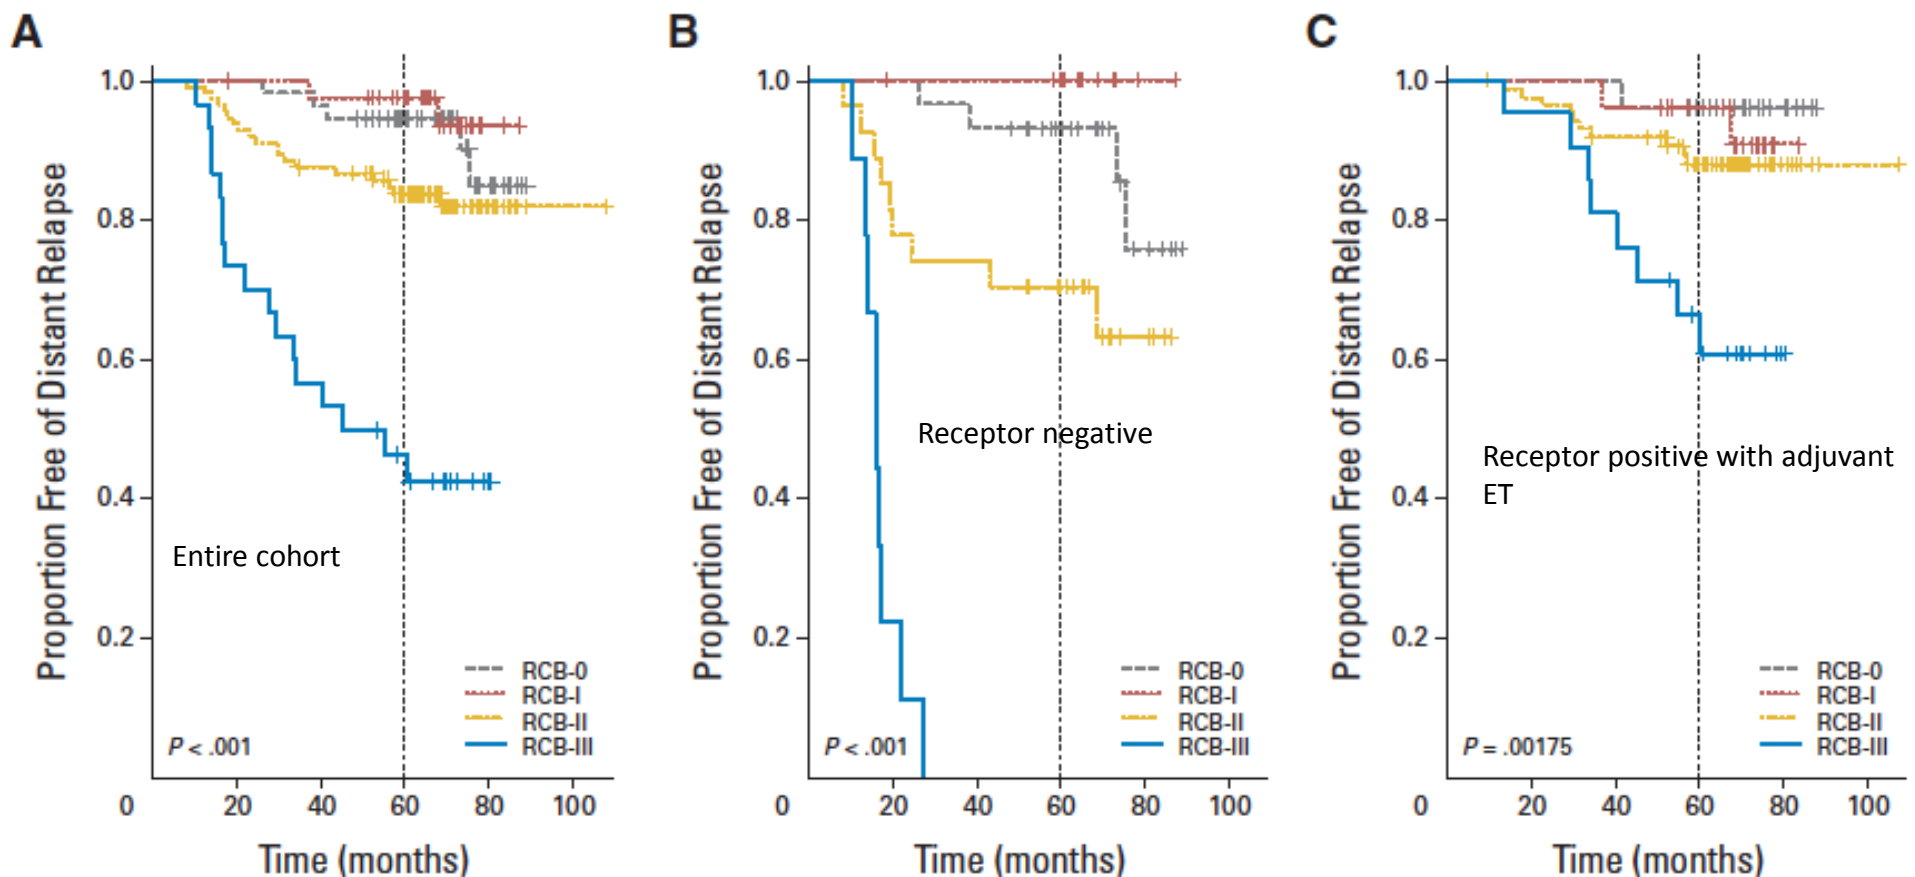 A
Proportion Free of Distant Relapse
1.0
0.8
0.6
0.4
0.2
0
20
40
60
80
100
Time (months)
Entire cohort
RCB-0
RCB-I
RCB-II
RCB-III
P < .001
B
Proportion Free of Distant Relapse
1.0
0.8
0.6
0.4
0.2
0
20
40
60
80
100
Time (months)
Receptor negative
RCB-0
RCB-I
RCB-II
RCB-III
P < .001
C
Proportion Free of Distant Relapse
1.0
0.8
0.6
0.4
0.2
0
20
40
60
80
100
Time (months)
Receptor positive with adjuvant
ET
RCB-0
RCB-I
RCB-II
RCB-III
P = .00175